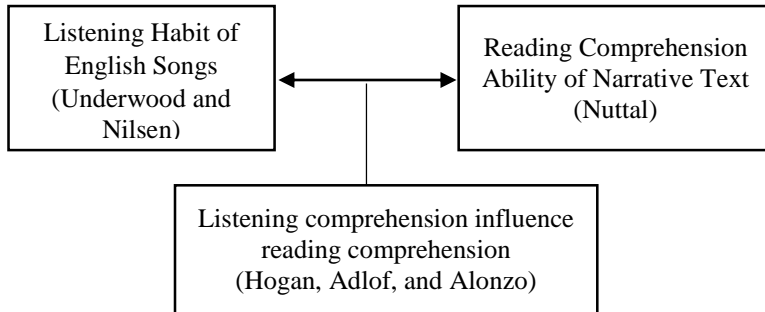 Listening Habit of
English Songs
(Underwood and
Nilsen)
Reading Comprehension
Ability of Narrative Text
(Nuttal)
Listening comprehension influence
reading comprehension
(Hogan, Adlof, and Alonzo)